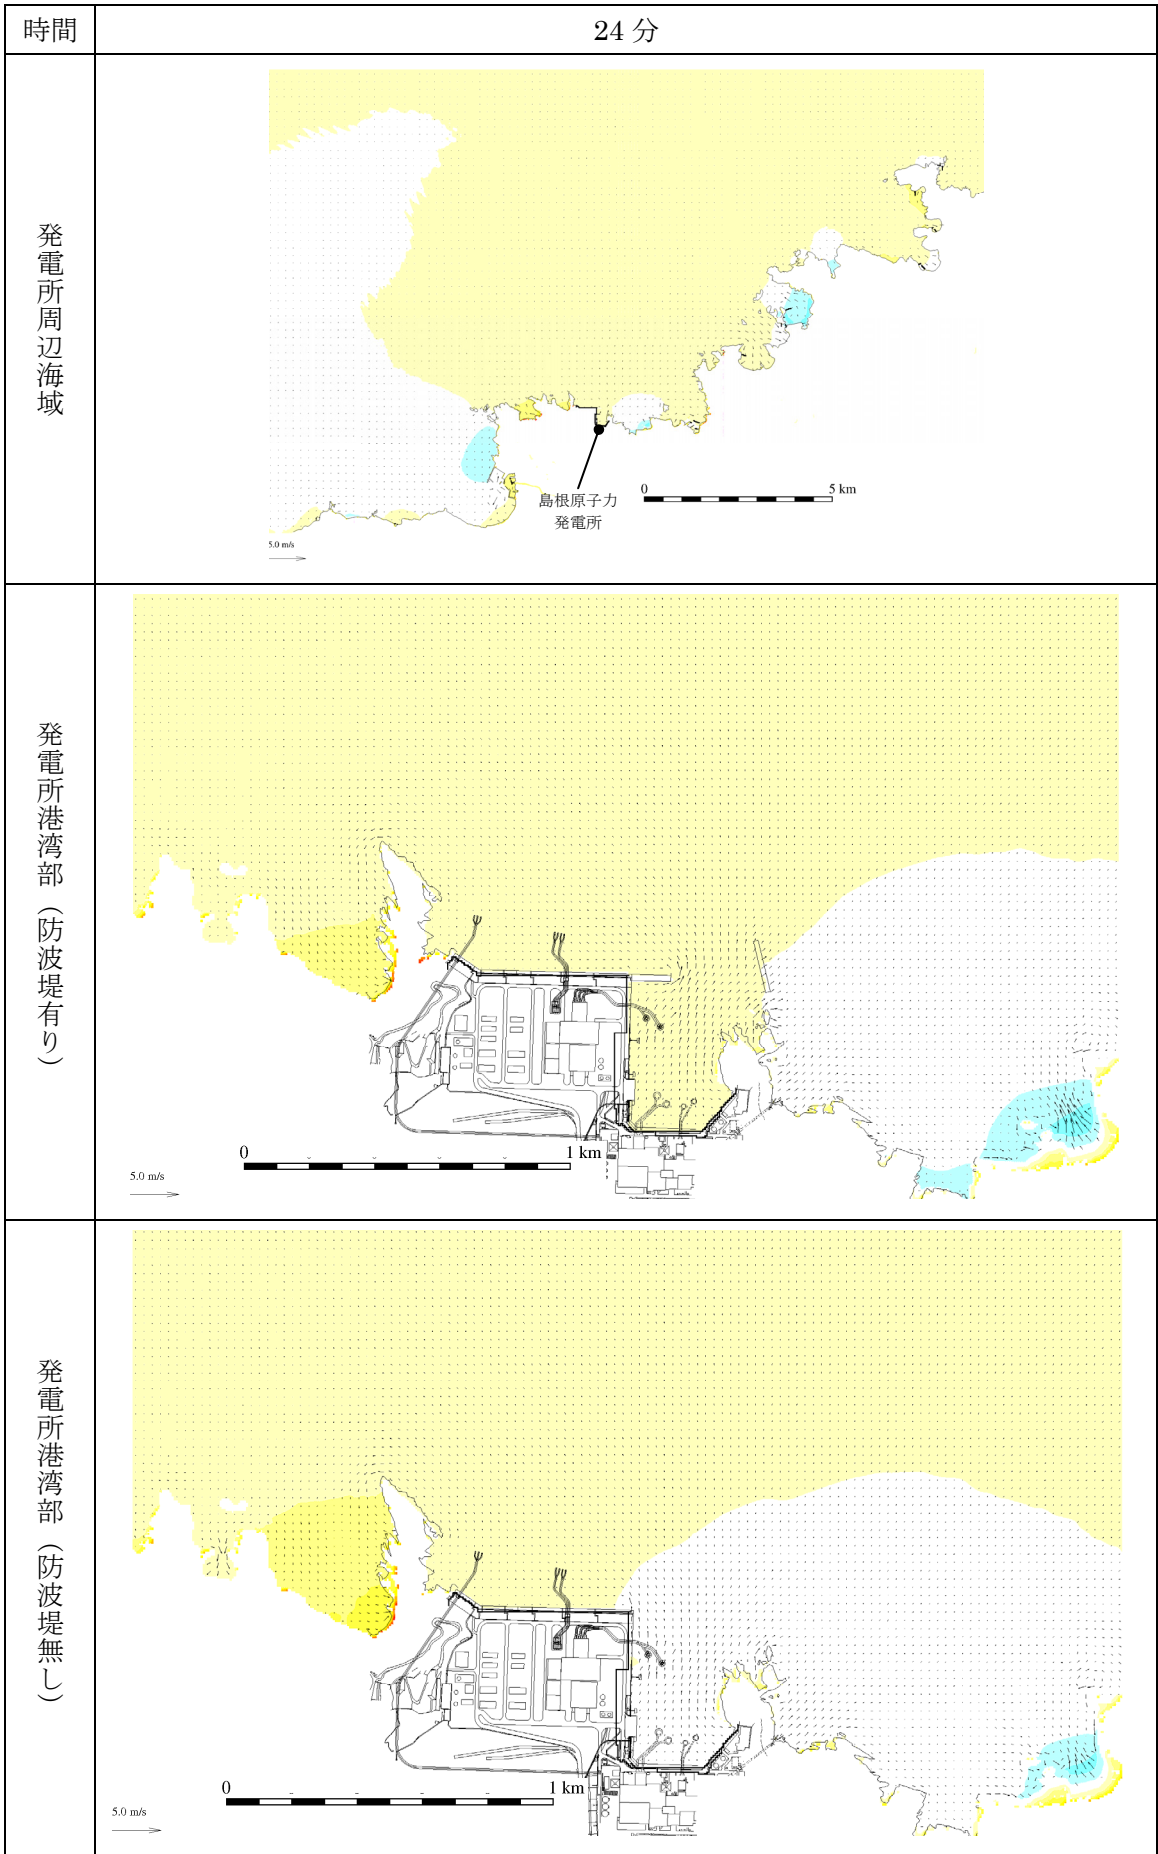 時間
24 分
発電所周辺海域
島根原子力
発電所
0 5 km
5.0 m/s
発電所港湾部（防波堤有り）
0 1 km
5.0 m/s
発電所港湾部（防波堤無し）
0 1 km
5.0 m/s